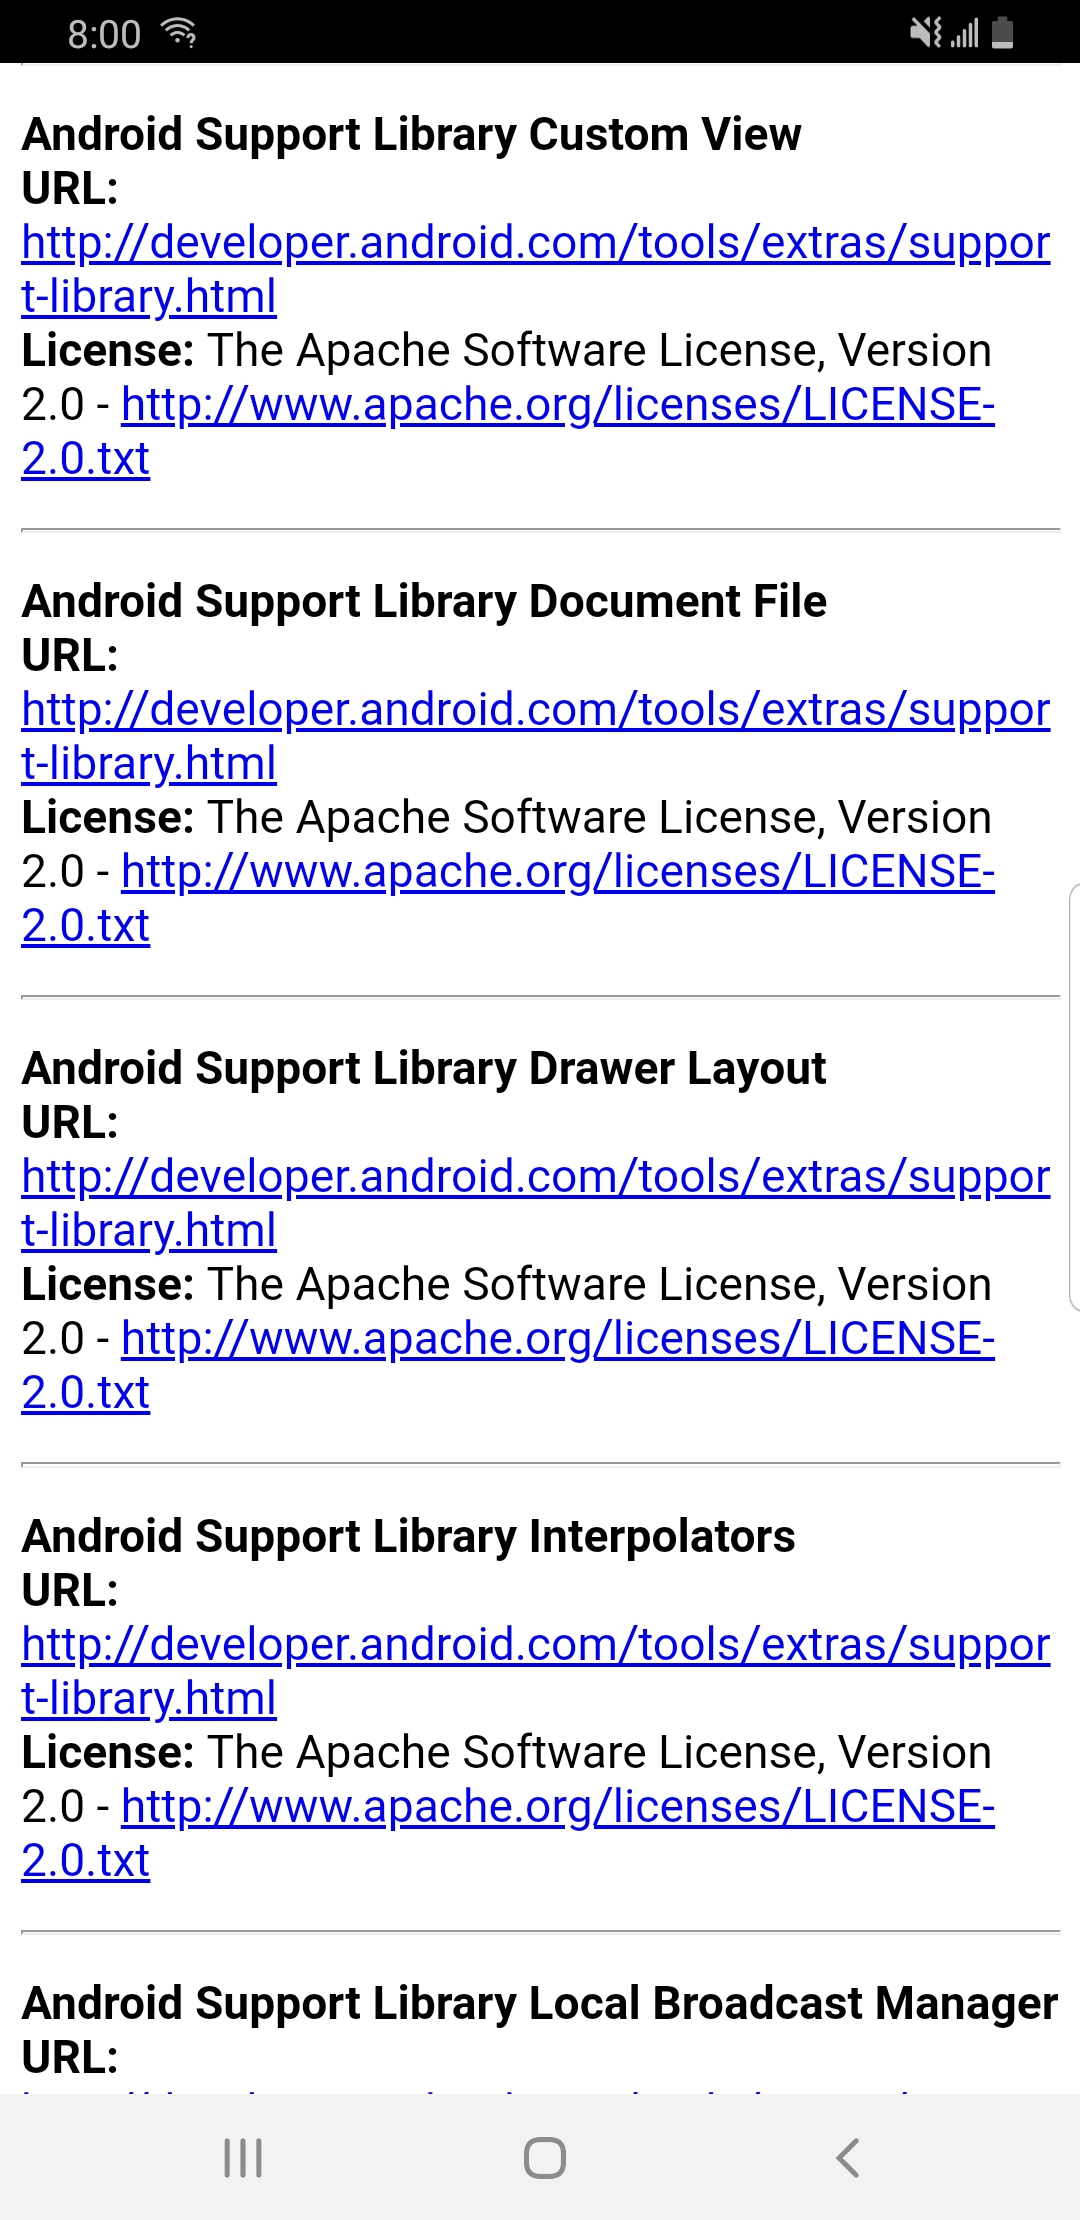 8:00
Android Support Library Custom View
URL:
http://developer.android.com/tools/extras/suppor
t-library.html
License: The Apache Software License, Version
2.0 - http://www.apache.org/licenses/LICENSE-
2.0.txt
Android Support Library Document File
URL:
http://developer.android.com/tools/extras/suppor
t-library.html
License: The Apache Software License, Version
2.0 - http://www.apache.org/licenses/LICENSE-
2.0.txt
Android Support Library Drawer Layout
URL:
http://developer.android.com/tools/extras/suppor
t-library.html
License: The Apache Software License, Version
2.0 - http://www.apache.org/licenses/LICENSE-
2.0.txt
Android Support Library Interpolators
URL:
http://developer.android.com/tools/extras/suppor
t-library.html
License: The Apache Software License, Version
2.0 - http://www.apache.org/licenses/LICENSE-
2.0.txt
Android Support Library Local Broadcast Manager
URL: